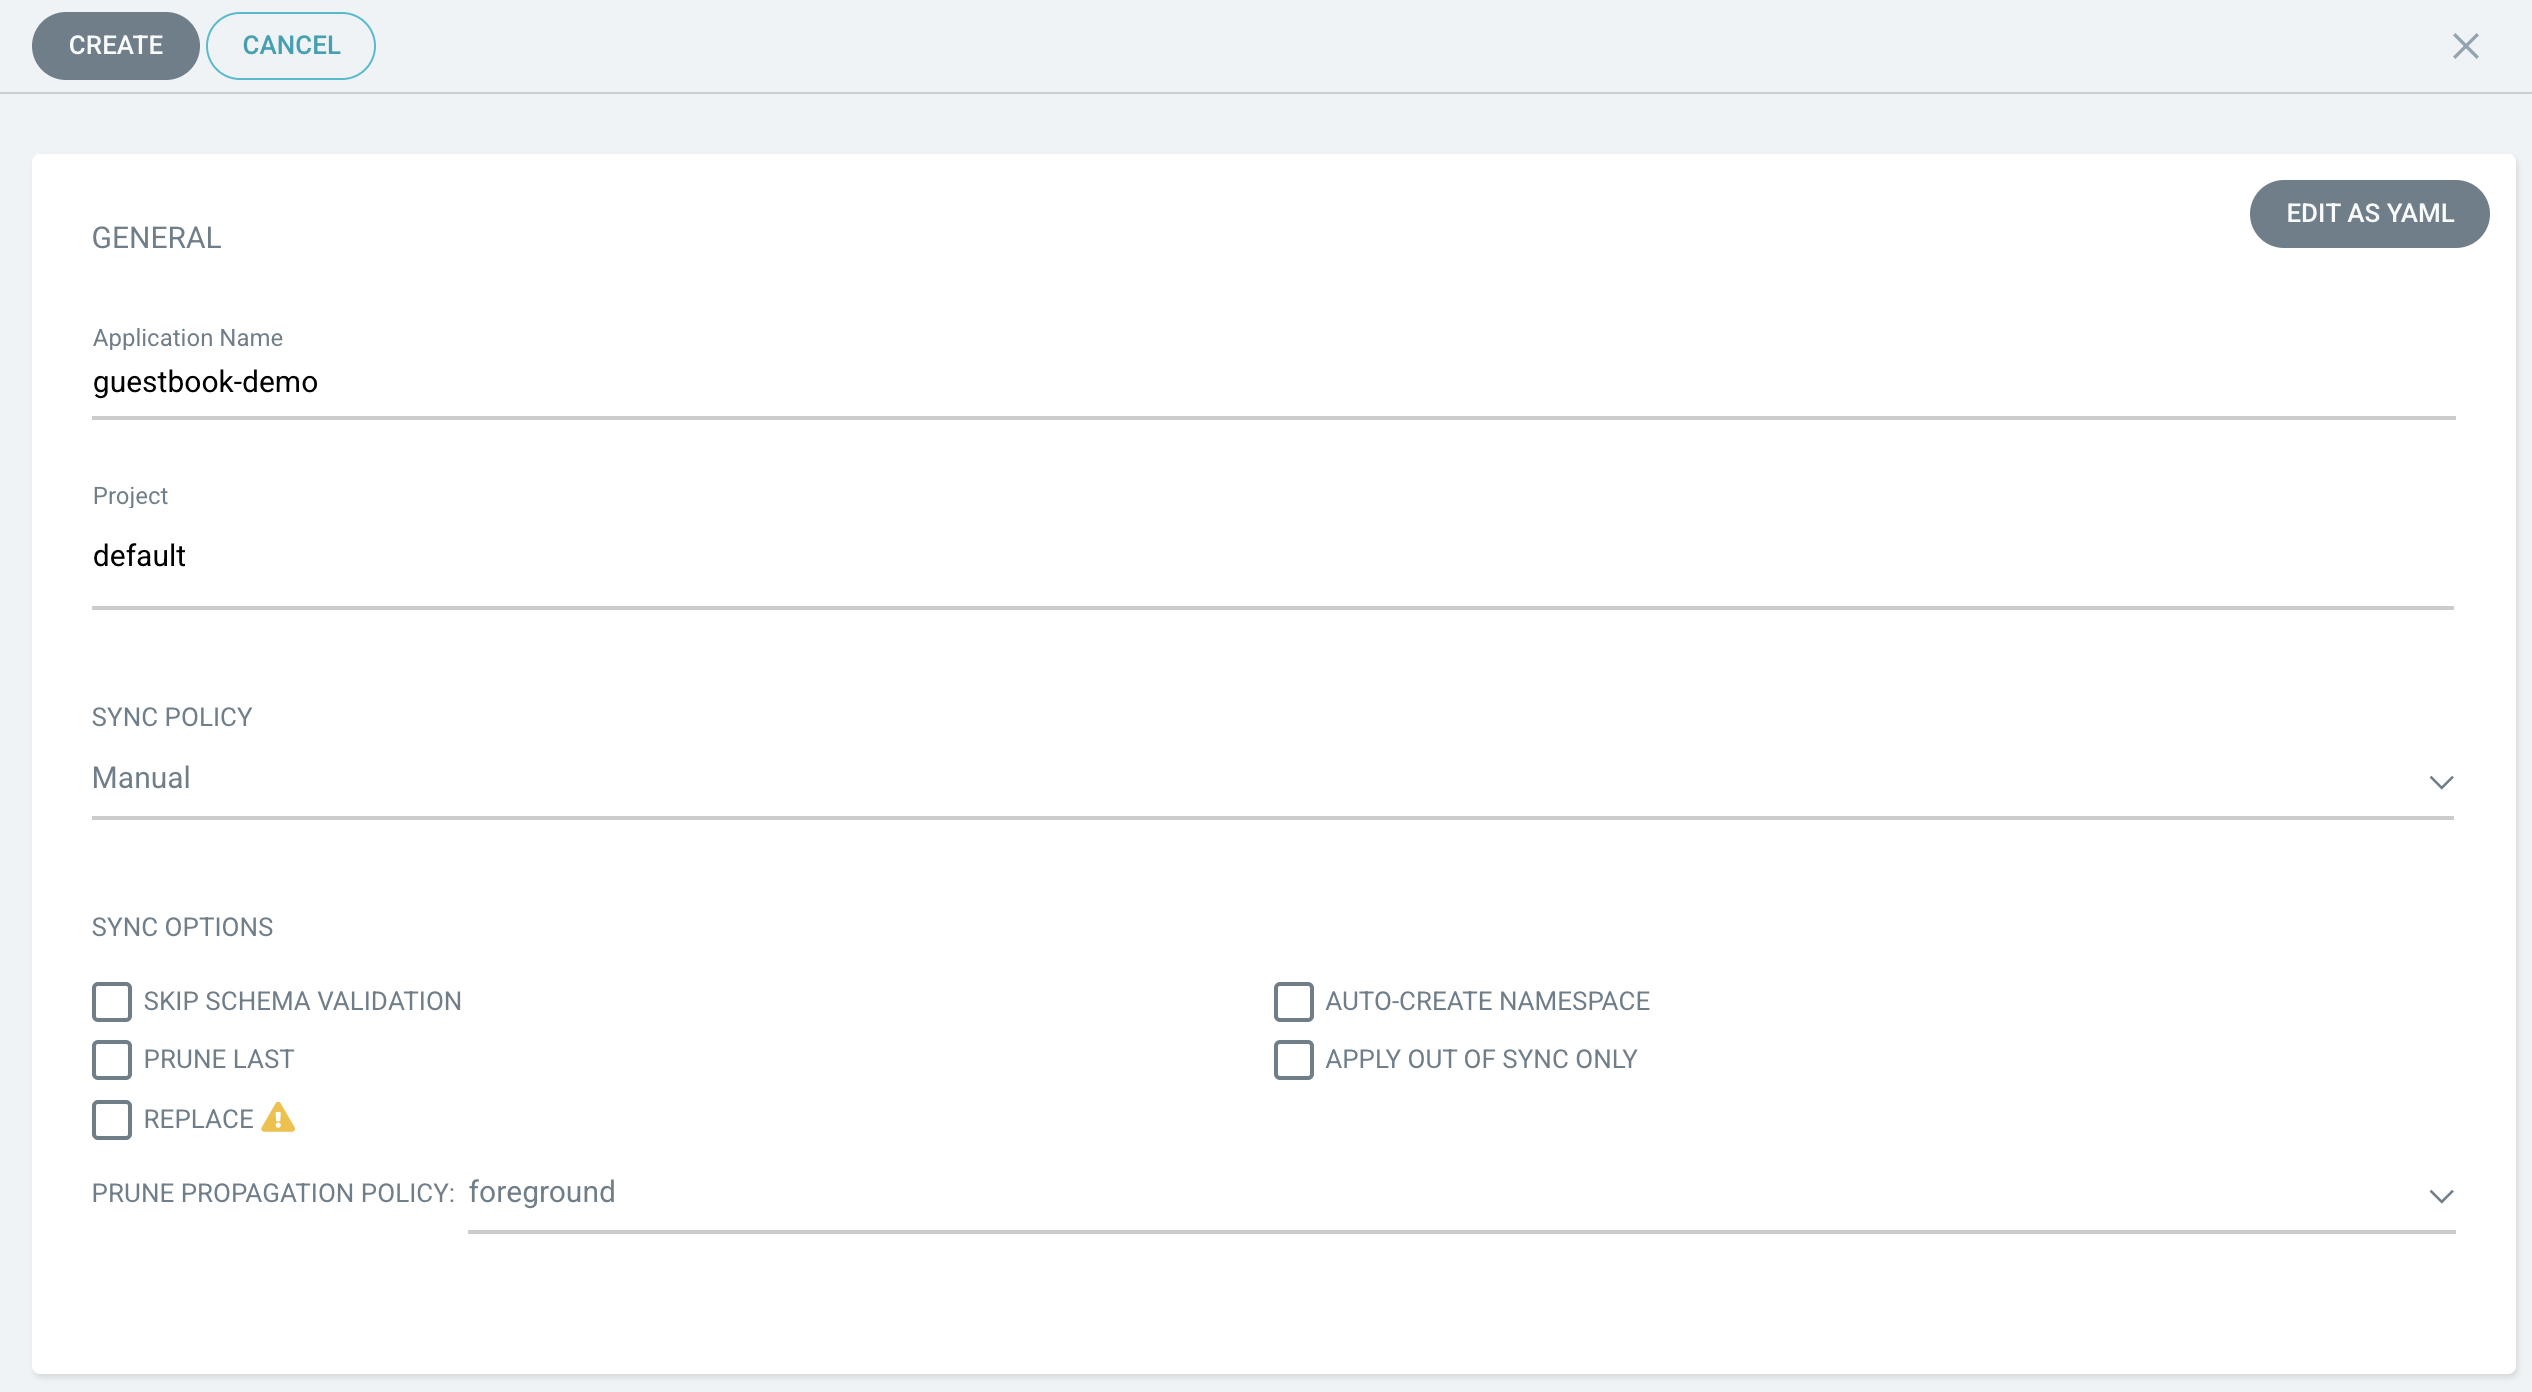 CREATE CANCEL
EDIT AS YAML
GENERAL
Application Name
guestbook-demo
Project
default
SYNC POLICY
Manual
SYNC OPTIONS
SKIP SCHEMA VALIDATION AUTO-CREATE NAMESPACE
PRUNE LAST APPLY OUT OF SYNC ONLY
REPLACE
PRUNE PROPAGATION POLICY: foreground